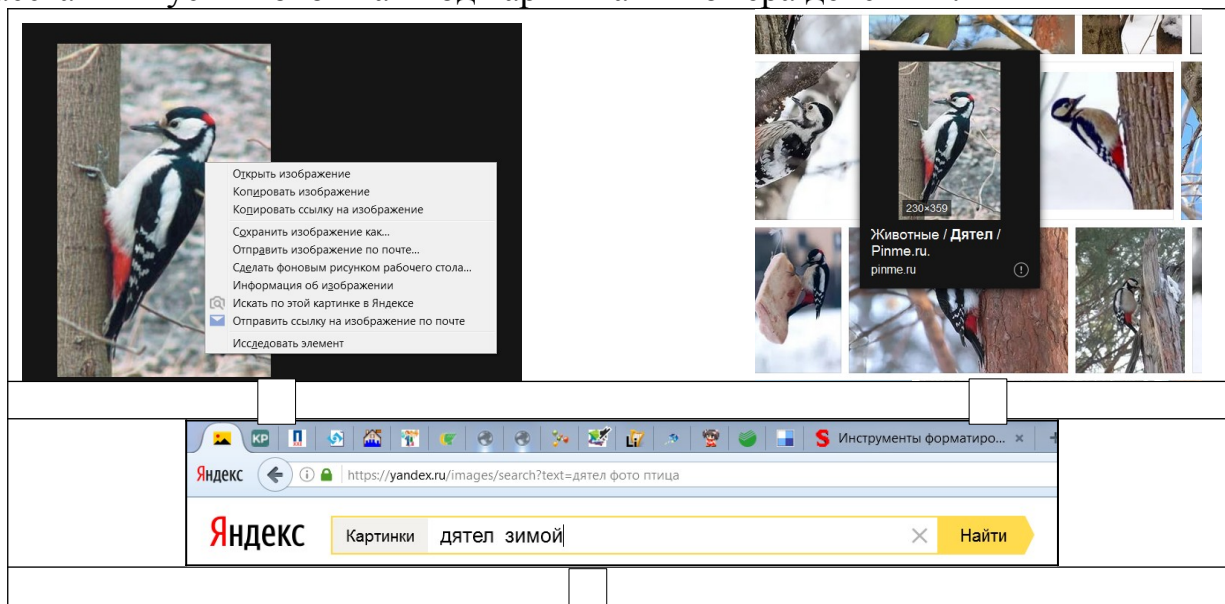 Открыть изображение
Копировать изображение
Копировать ссылку на изображение
Сохранить изображение как...
Отправить изображение по почте...
Сделать фоновым рисунком рабочего стола...
Информация об изображении
Искать по этой картинке в Яндексе
Отправить ссылку на изображение по почте
Исследовать элемент
230×359
Животные / Дятел /
Pinme.ru.
pinme.ru
KP Инструменты форматиро...
Яндекс https://yandex.ru/images/search?text=дятел фото птица
Яндекс Картинки дятел зимой Найти